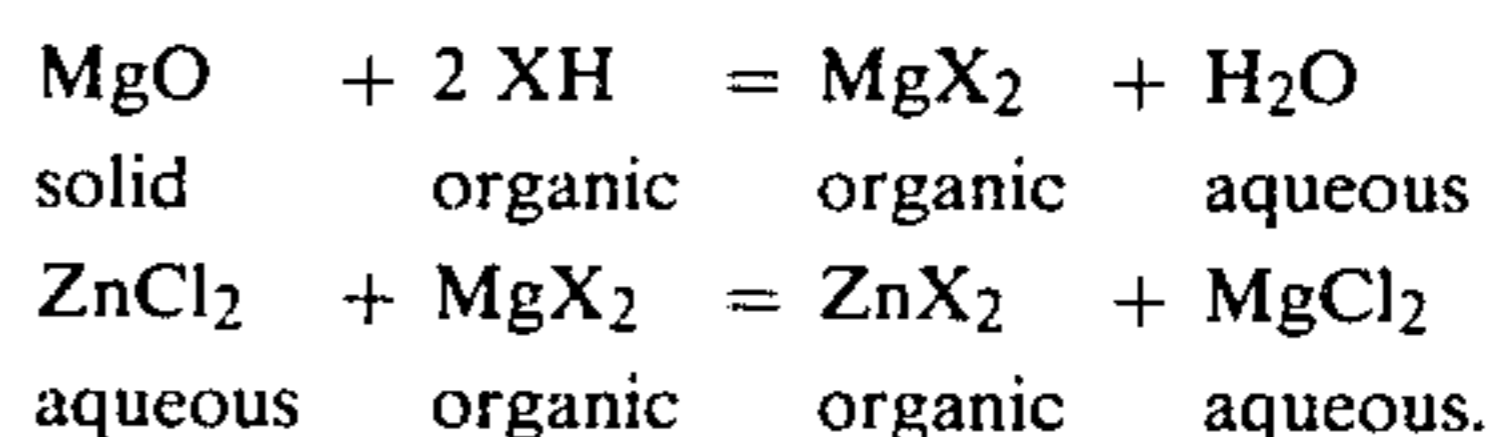 MgO + 2 XH = MgX₂ + H₂O
solid organic organic aqueous
ZnCl₂ + MgX₂ = ZnX₂ + MgCl₂
aqueous organic organic aqueous.